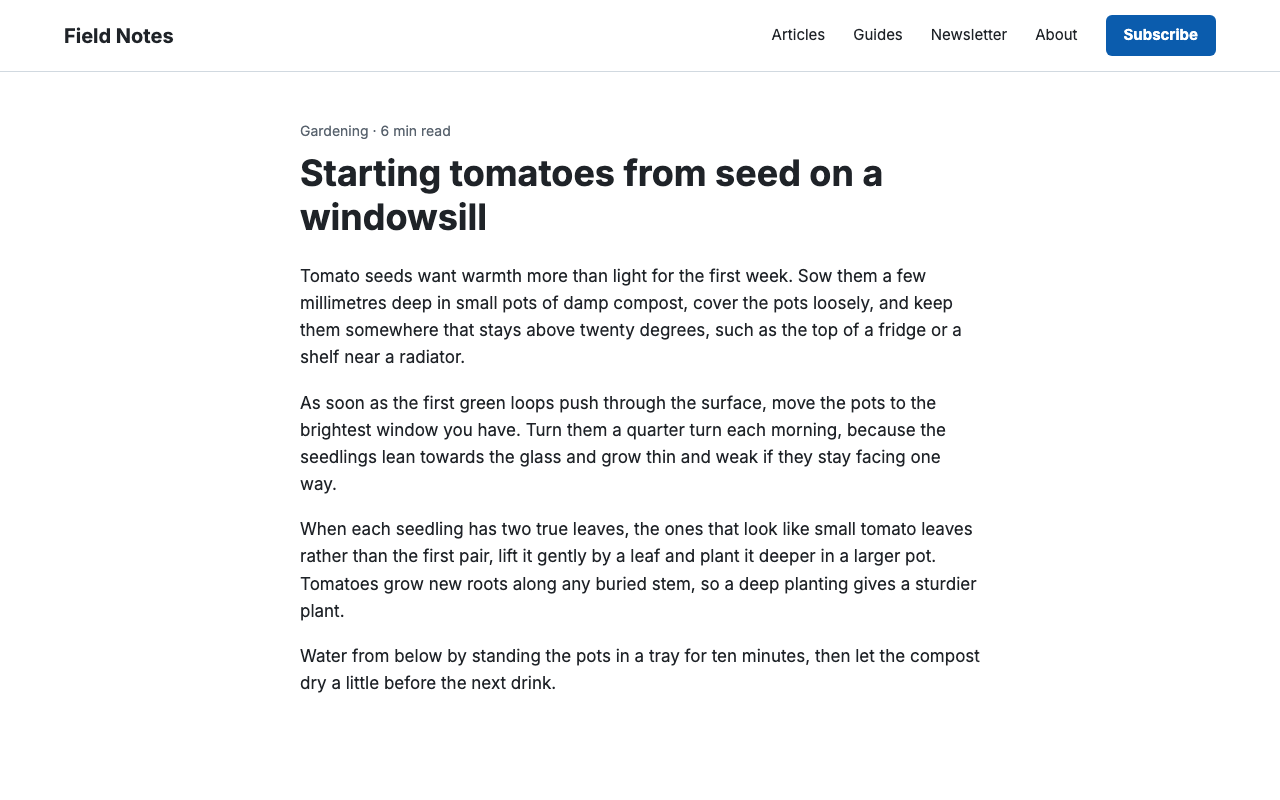 Field Notes
Articles
Guides
Newsletter
About
Subscribe
Gardening · 6 min read
Starting tomatoes from seed on a
windowsill
Tomato seeds want warmth more than light for the first week. Sow them a few
millimetres deep in small pots of damp compost, cover the pots loosely, and keep
them somewhere that stays above twenty degrees, such as the top of a fridge or a
shelf near a radiator.
As soon as the first green loops push through the surface, move the pots to the
brightest window you have. Turn them a quarter turn each morning, because the
seedlings lean towards the glass and grow thin and weak if they stay facing one
way.
When each seedling has two true leaves, the ones that look like small tomato leaves
rather than the first pair, lift it gently by a leaf and plant it deeper in a larger pot.
Tomatoes grow new roots along any buried stem, so a deep planting gives a sturdier
plant.
Water from below by standing the pots in a tray for ten minutes, then let the compost
dry a little before the next drink.